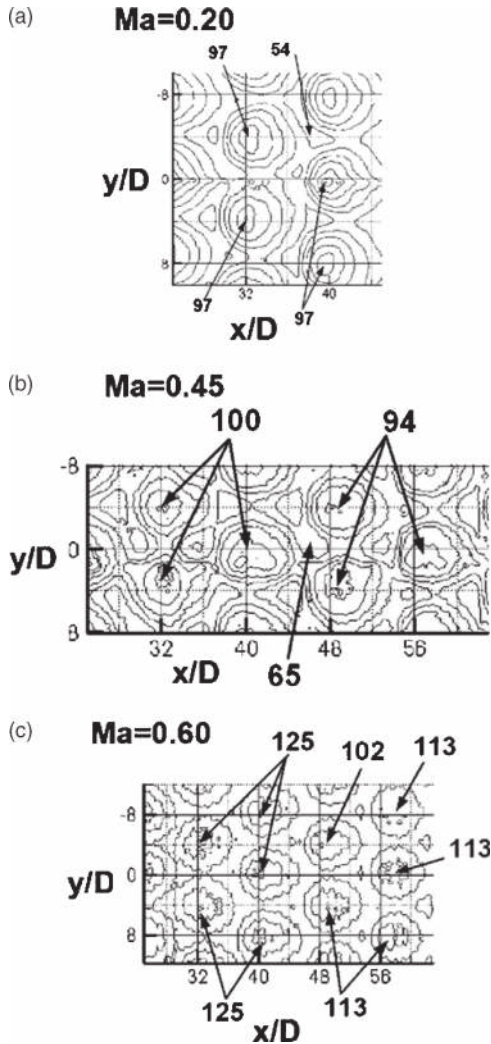 (a)
Ma=0.20
97 54
-8
y/D 0
8
32 40
97 97
x/D
(b)
Ma=0.45
100 94
-8
y/D 0
8
32 40 48 56
x/D 65
(c)
Ma=0.60
125 102 113
-8
113
y/D 0
8
32 40 48 56
125 113
x/D